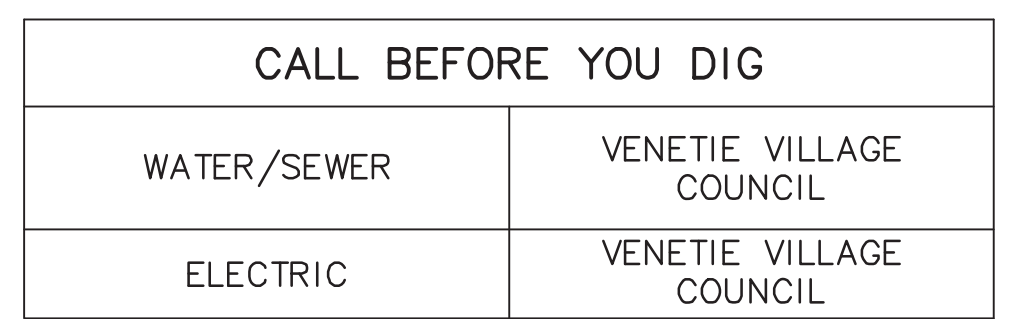 CALL BEFORE YOU DIG
WATER/SEWER
VENETIE VILLAGE
COUNCIL
ELECTRIC
VENETIE VILLAGE
COUNCIL